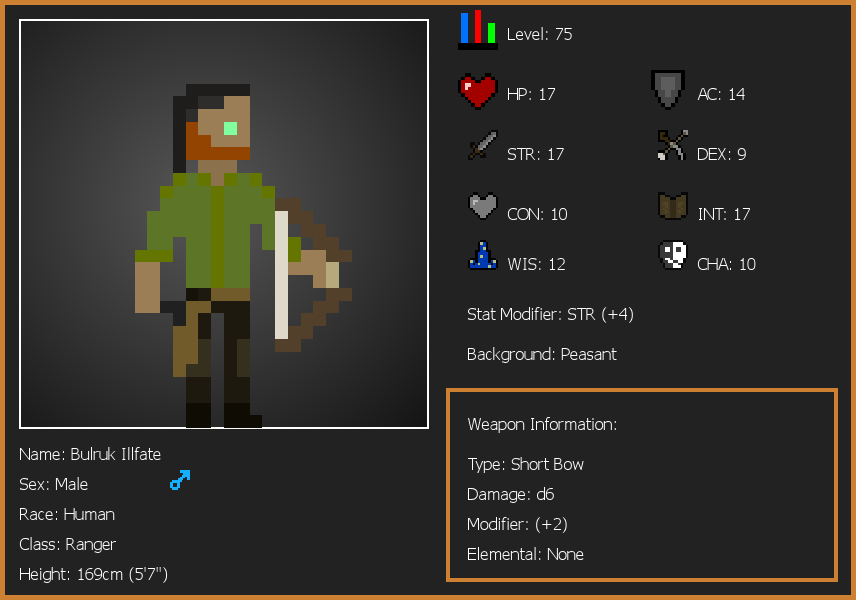 Level: 75
HP: 17
AC: 14
STR: 17
DEX: 9
CON: 10
INT: 17
WIS: 12
CHA: 10
Stat Modifier: STR (+4)
Background: Peasant
Weapon Information:
Type: Short Bow
Damage: d6
Modifier: (+2)
Elemental: None
Name: Bulruk Illfate
Sex: Male
Race: Human
Class: Ranger
Height: 169cm (5'7")